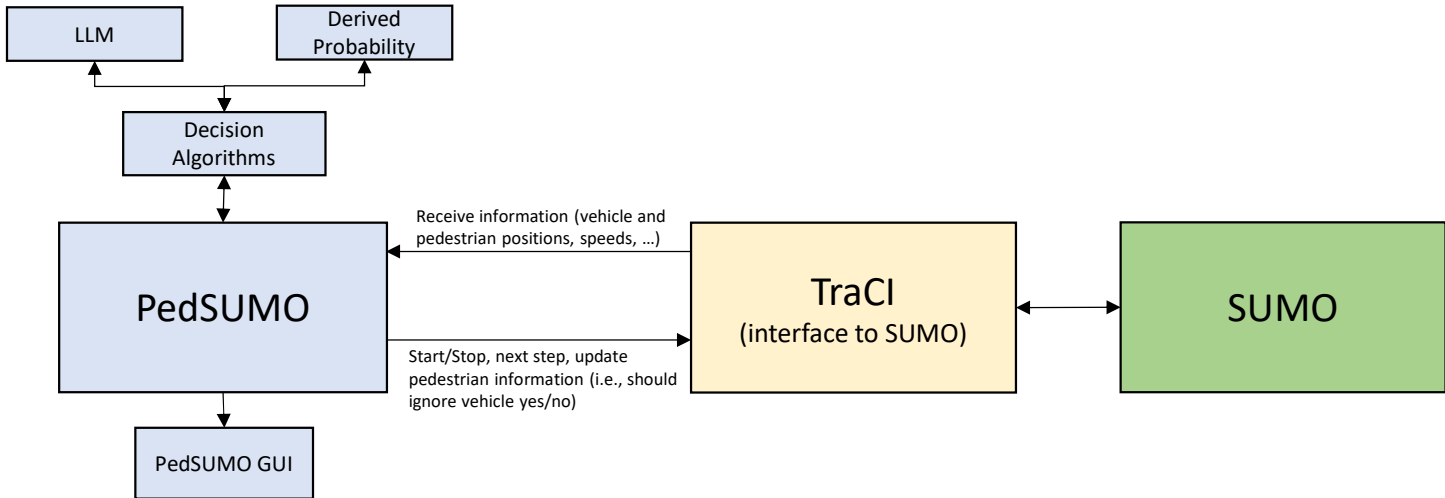 LLM
Derived
Probability
Decision
Algorithms
Receive information (vehicle and
pedestrian positions, speeds, …)
PedSUMO
TraCI
(interface to SUMO)
SUMO
Start/Stop, next step, update
pedestrian information (i.e., should
ignore vehicle yes/no)
PedSUMO GUI